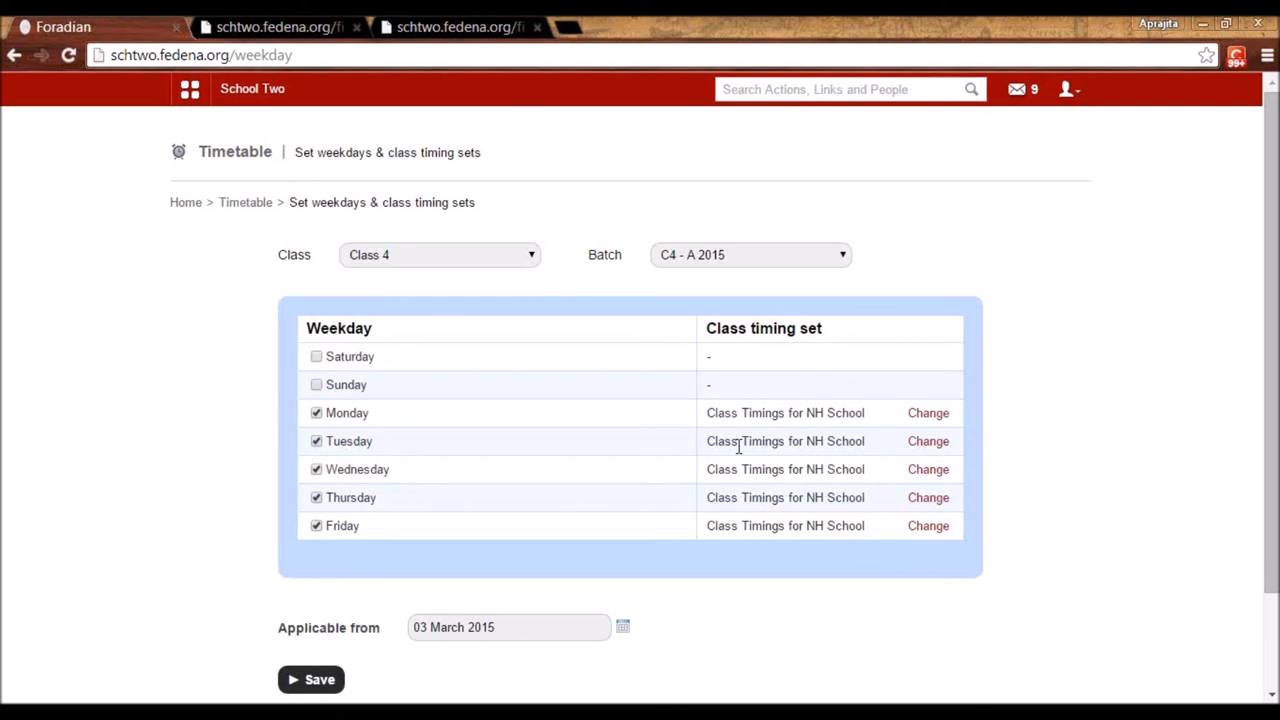 Foradian
schtwo.fedena.org/fi
schtwo.fedena.org/fi
Aprajita
schtwo.fedena.org/weekday
99+
School Two
Search Actions, Links and People
9
Timetable | Set weekdays & class timing sets
Home > Timetable > Set weekdays & class timing sets
Class Class 4 Batch C4 - A 2015
Weekday Class timing set
Saturday -
Sunday -
Monday Class Timings for NH School Change
Tuesday Class Timings for NH School Change
Wednesday Class Timings for NH School Change
Thursday Class Timings for NH School Change
Friday Class Timings for NH School Change
Applicable from 03 March 2015
Save